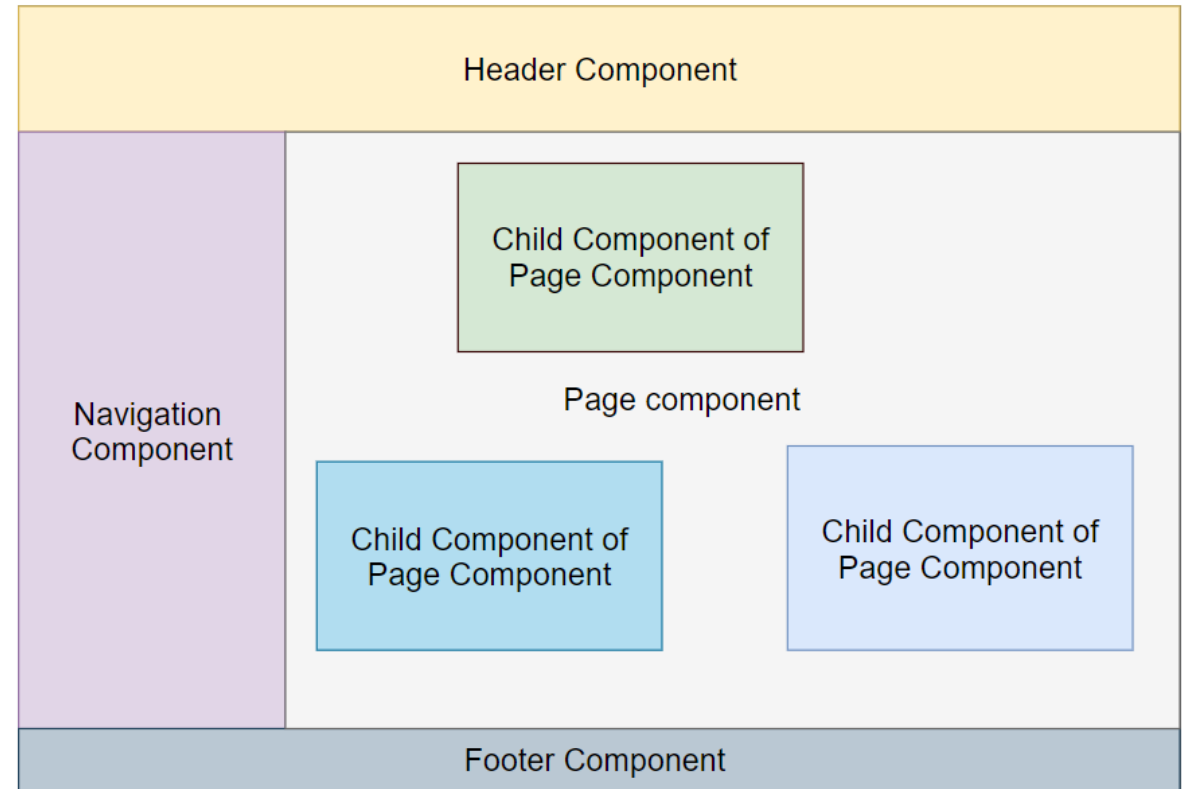 Header Component
Child Component of
Page Component
Navigation
Component
Page component
Child Component of
Page Component
Child Component of
Page Component
Footer Component